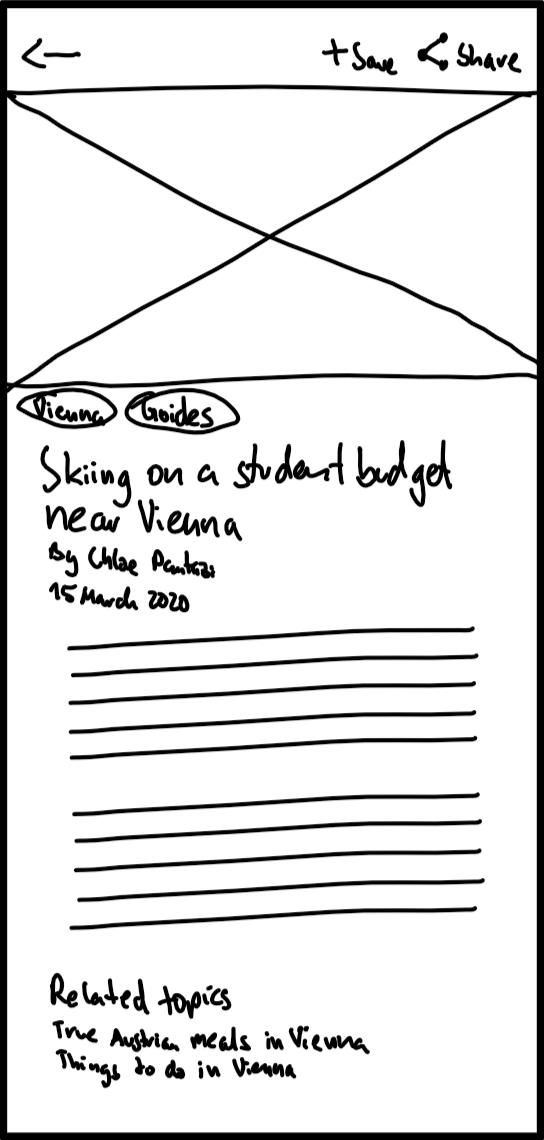 + Save Share
Vienna Guides
Skiing on a student budget
near Vienna
By Chloe Pantazi
15 March 2020
Related topics
True Austrian meals in Vienna
Things to do in Vienna